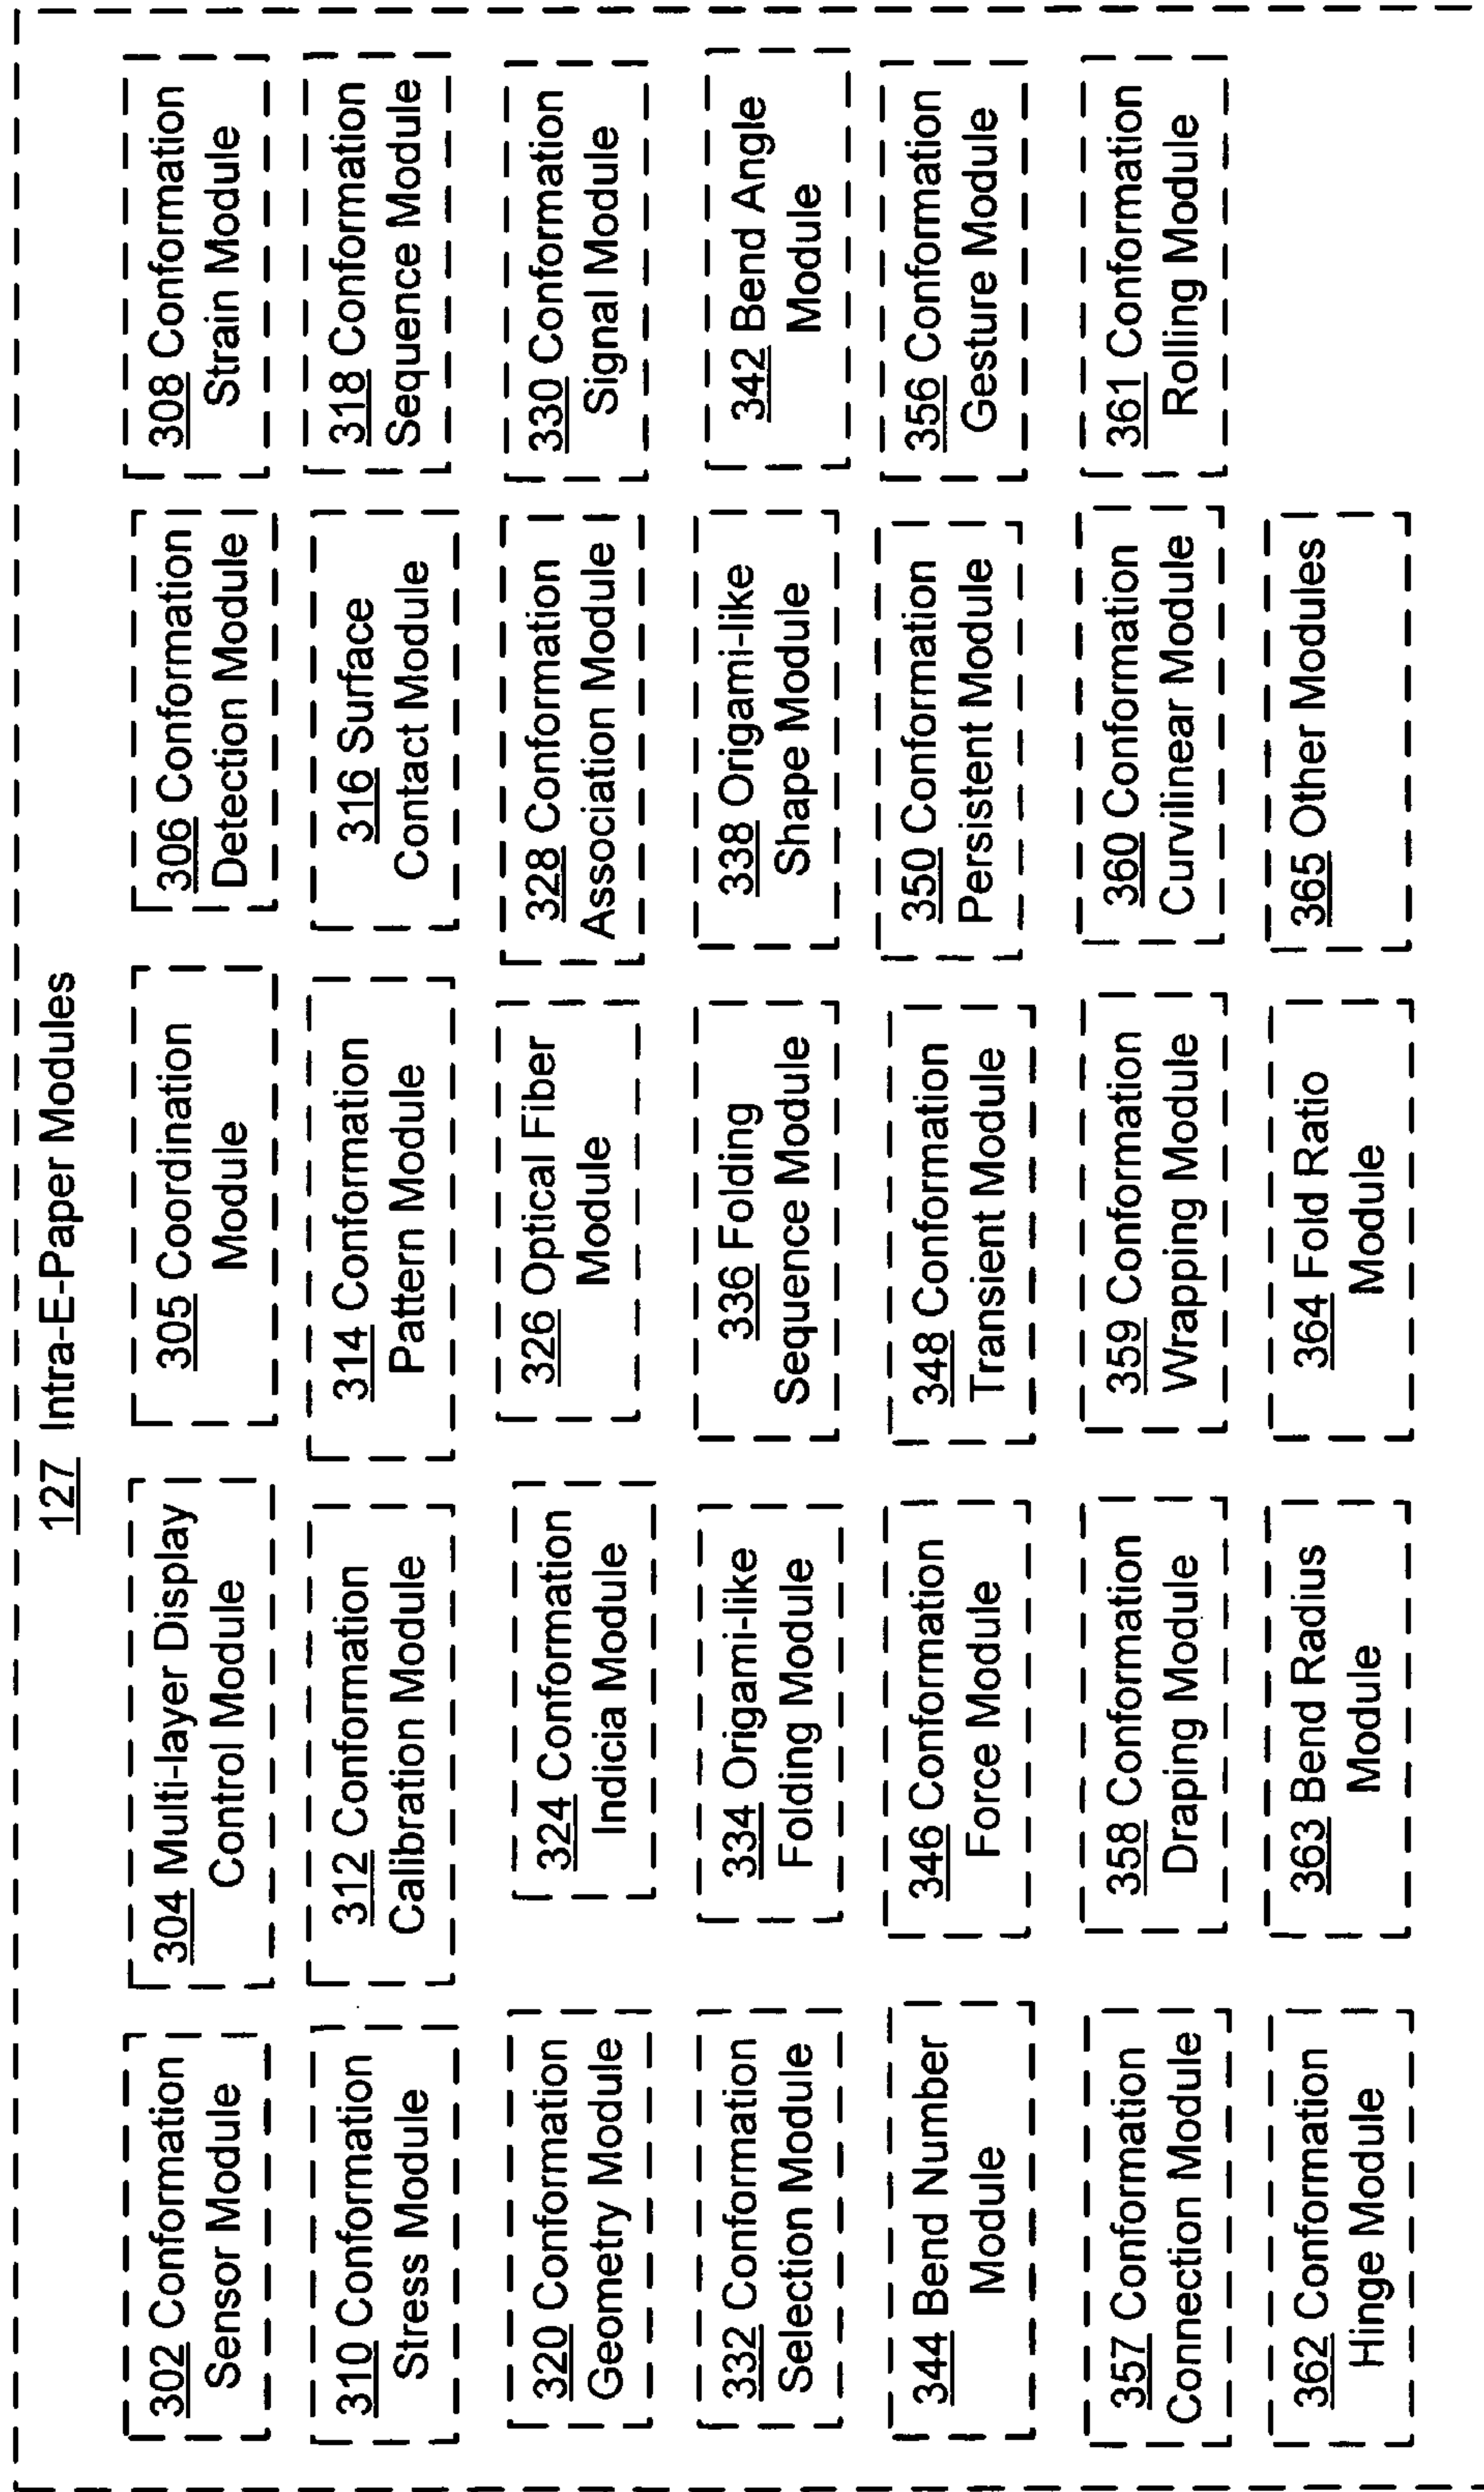 127 Intra-E-Paper Modules
302 Conformation
Sensor Module
304 Multi-layer Display
Control Module
305 Coordination
Module
306 Conformation
Detection Module
308 Conformation
Strain Module
310 Conformation
Stress Module
312 Conformation
Calibration Module
314 Conformation
Pattern Module
316 Surface
Contact Module
318 Conformation
Sequence Module
320 Conformation
Geometry Module
324 Conformation
Indicia Module
326 Optical Fiber
Module
328 Conformation
Association Module
330 Conformation
Signal Module
332 Conformation
Selection Module
334 Origami-like
Folding Module
336 Folding
Sequence Module
338 Origami-like
Shape Module
342 Bend Angle
Module
344 Bend Number
Module
346 Conformation
Force Module
348 Conformation
Transient Module
350 Conformation
Persistent Module
356 Conformation
Gesture Module
357 Conformation
Connection Module
358 Conformation
Draping Module
359 Conformation
Wrapping Module
360 Conformation
Curvilinear Module
361 Conformation
Rolling Module
362 Conformation
Hinge Module
363 Bend Radius
Module
364 Fold Ratio
Module
365 Other Modules